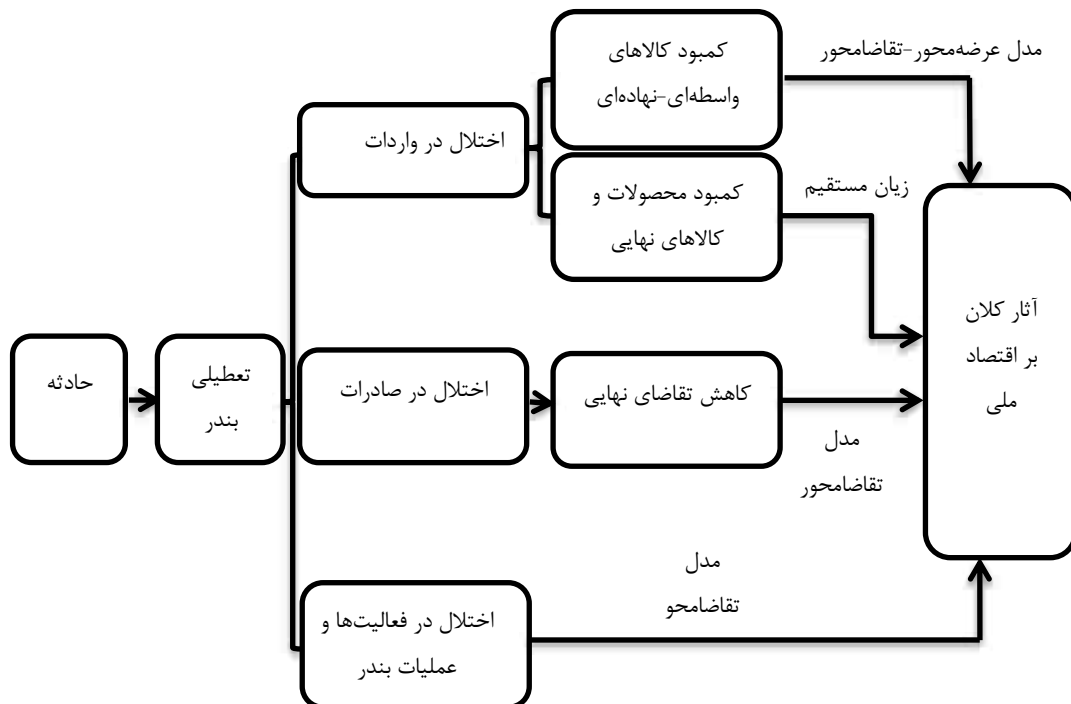 کمبود کالاهای
واسطه‌ای-نهاده‌ای
مدل عرضه‌محور-تقاضامحور
اختلال در واردات
کمبود محصولات و
کالاهای نهایی
زیان مستقیم
آثار کلان
بر اقتصاد
ملی
حادثه
تعطیلی
بندر
اختلال در صادرات
کاهش تقاضای نهایی
مدل
تقاضامحور
مدل
تقاضامحو
اختلال در فعالیت‌ها و
عملیات بندر